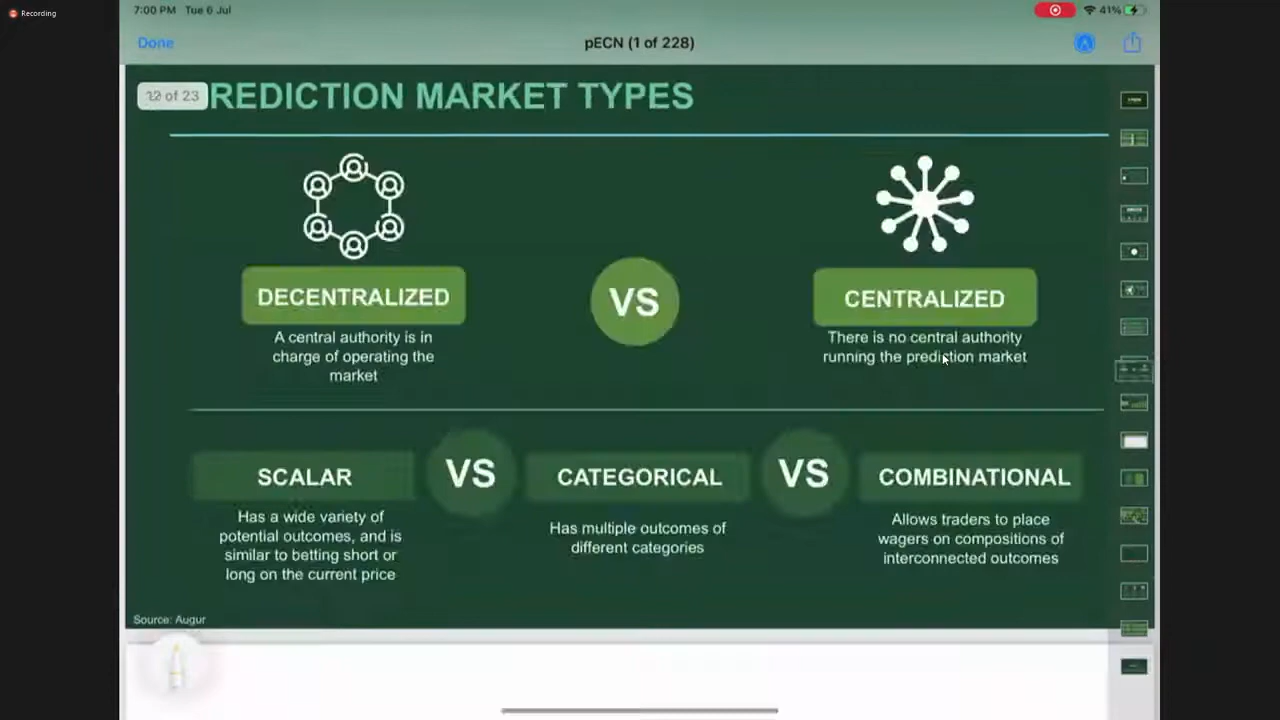 Recording
7:00 PM Tue 6 Jul
41%
Done
pECN (1 of 228)
12 of 23
REDICTION MARKET TYPES
DECENTRALIZED
VS
CENTRALIZED
A central authority is in
charge of operating the
market
There is no central authority
running the prediction market
SCALAR
VS
CATEGORICAL
VS
COMBINATIONAL
Has a wide variety of
potential outcomes, and is
similar to betting short or
long on the current price
Has multiple outcomes of
different categories
Allows traders to place
wagers on compositions of
interconnected outcomes
Source: Augur